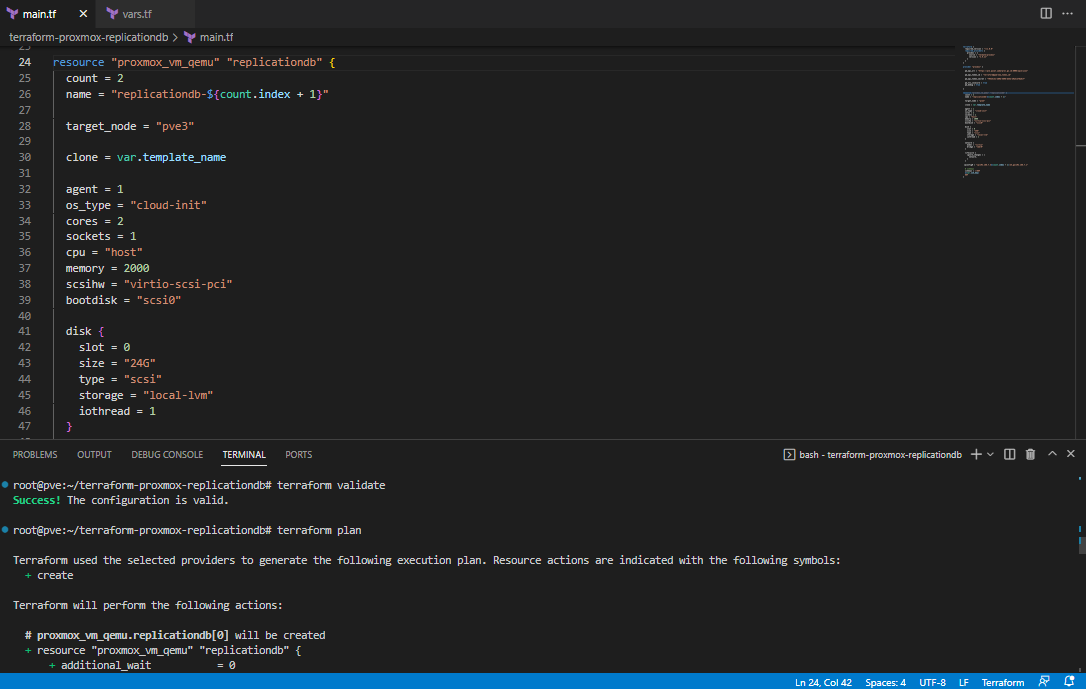 main.tf
vars.tf
terraform-proxmox-replicationdb > main.tf
24 resource "proxmox_vm_qemu" "replicationdb" {
25 count = 2
26 name = "replicationdb-${count.index + 1}"
27
28 target_node = "pve3"
29
30 clone = var.template_name
31
32 agent = 1
33 os_type = "cloud-init"
34 cores = 2
35 sockets = 1
36 cpu = "host"
37 memory = 2000
38 scsihw = "virtio-scsi-pci"
39 bootdisk = "scsi0"
40
41 disk {
42 slot = 0
43 size = "24G"
44 type = "scsi"
45 storage = "local-lvm"
46 iothread = 1
47 }
PROBLEMS OUTPUT DEBUG CONSOLE TERMINAL PORTS
bash - terraform-proxmox-replicationdb
root@pve:~/terraform-proxmox-replicationdb# terraform validate
Success! The configuration is valid.
root@pve:~/terraform-proxmox-replicationdb# terraform plan
Terraform used the selected providers to generate the following execution plan. Resource actions are indicated with the following symbols:
+ create
Terraform will perform the following actions:
# proxmox_vm_qemu.replicationdb[0] will be created
+ resource "proxmox_vm_qemu" "replicationdb" {
+ additional_wait = 0
Ln 24, Col 42 Spaces: 4 UTF-8 LF Terraform